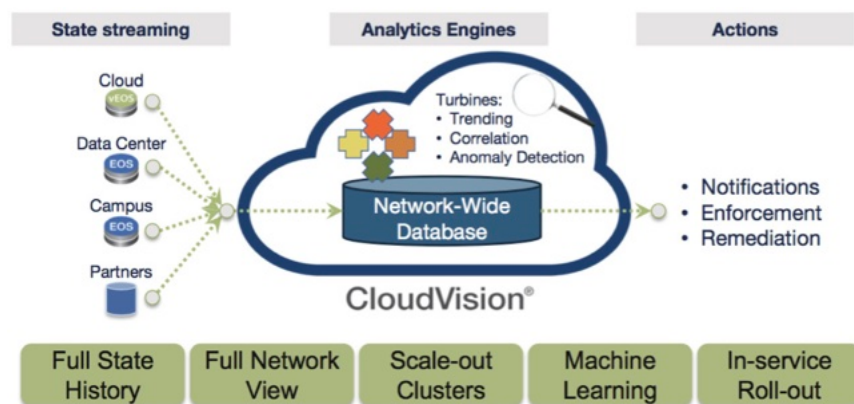 State streaming
Analytics Engines
Actions
Cloud
vEOS
Data Center
EOS
Campus
EOS
Partners
Turbines:
• Trending
• Correlation
• Anomaly Detection
Network-Wide
Database
CloudVision®
• Notifications
• Enforcement
• Remediation
Full State
History
Full Network
View
Scale-out
Clusters
Machine
Learning
In-service
Roll-out